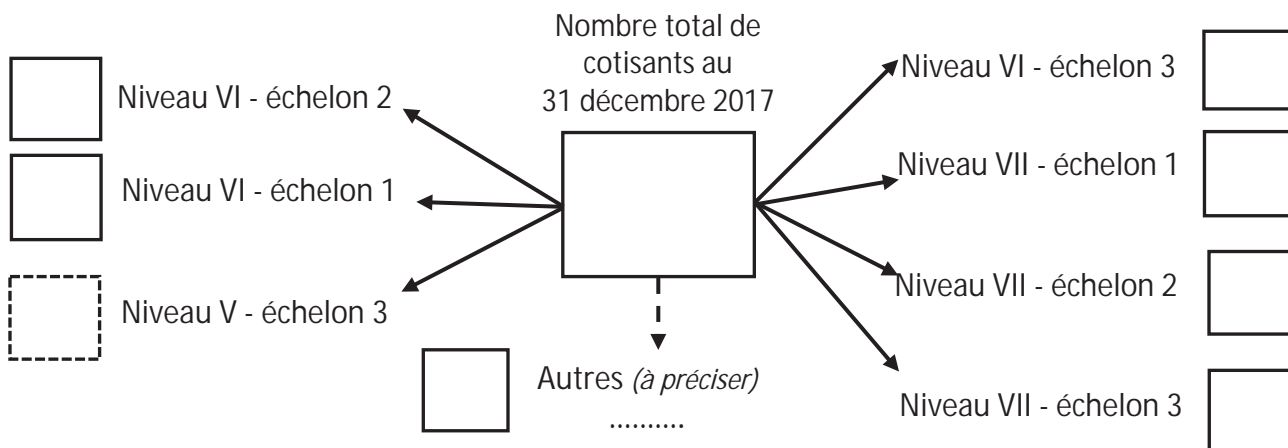 Nombre total de
cotisants au
31 décembre 2017
Niveau VI - échelon 2
Niveau VI - échelon 1
Niveau V - échelon 3
Niveau VI - échelon 3
Niveau VII - échelon 1
Niveau VII - échelon 2
Niveau VII - échelon 3
Autres (à préciser)
..........